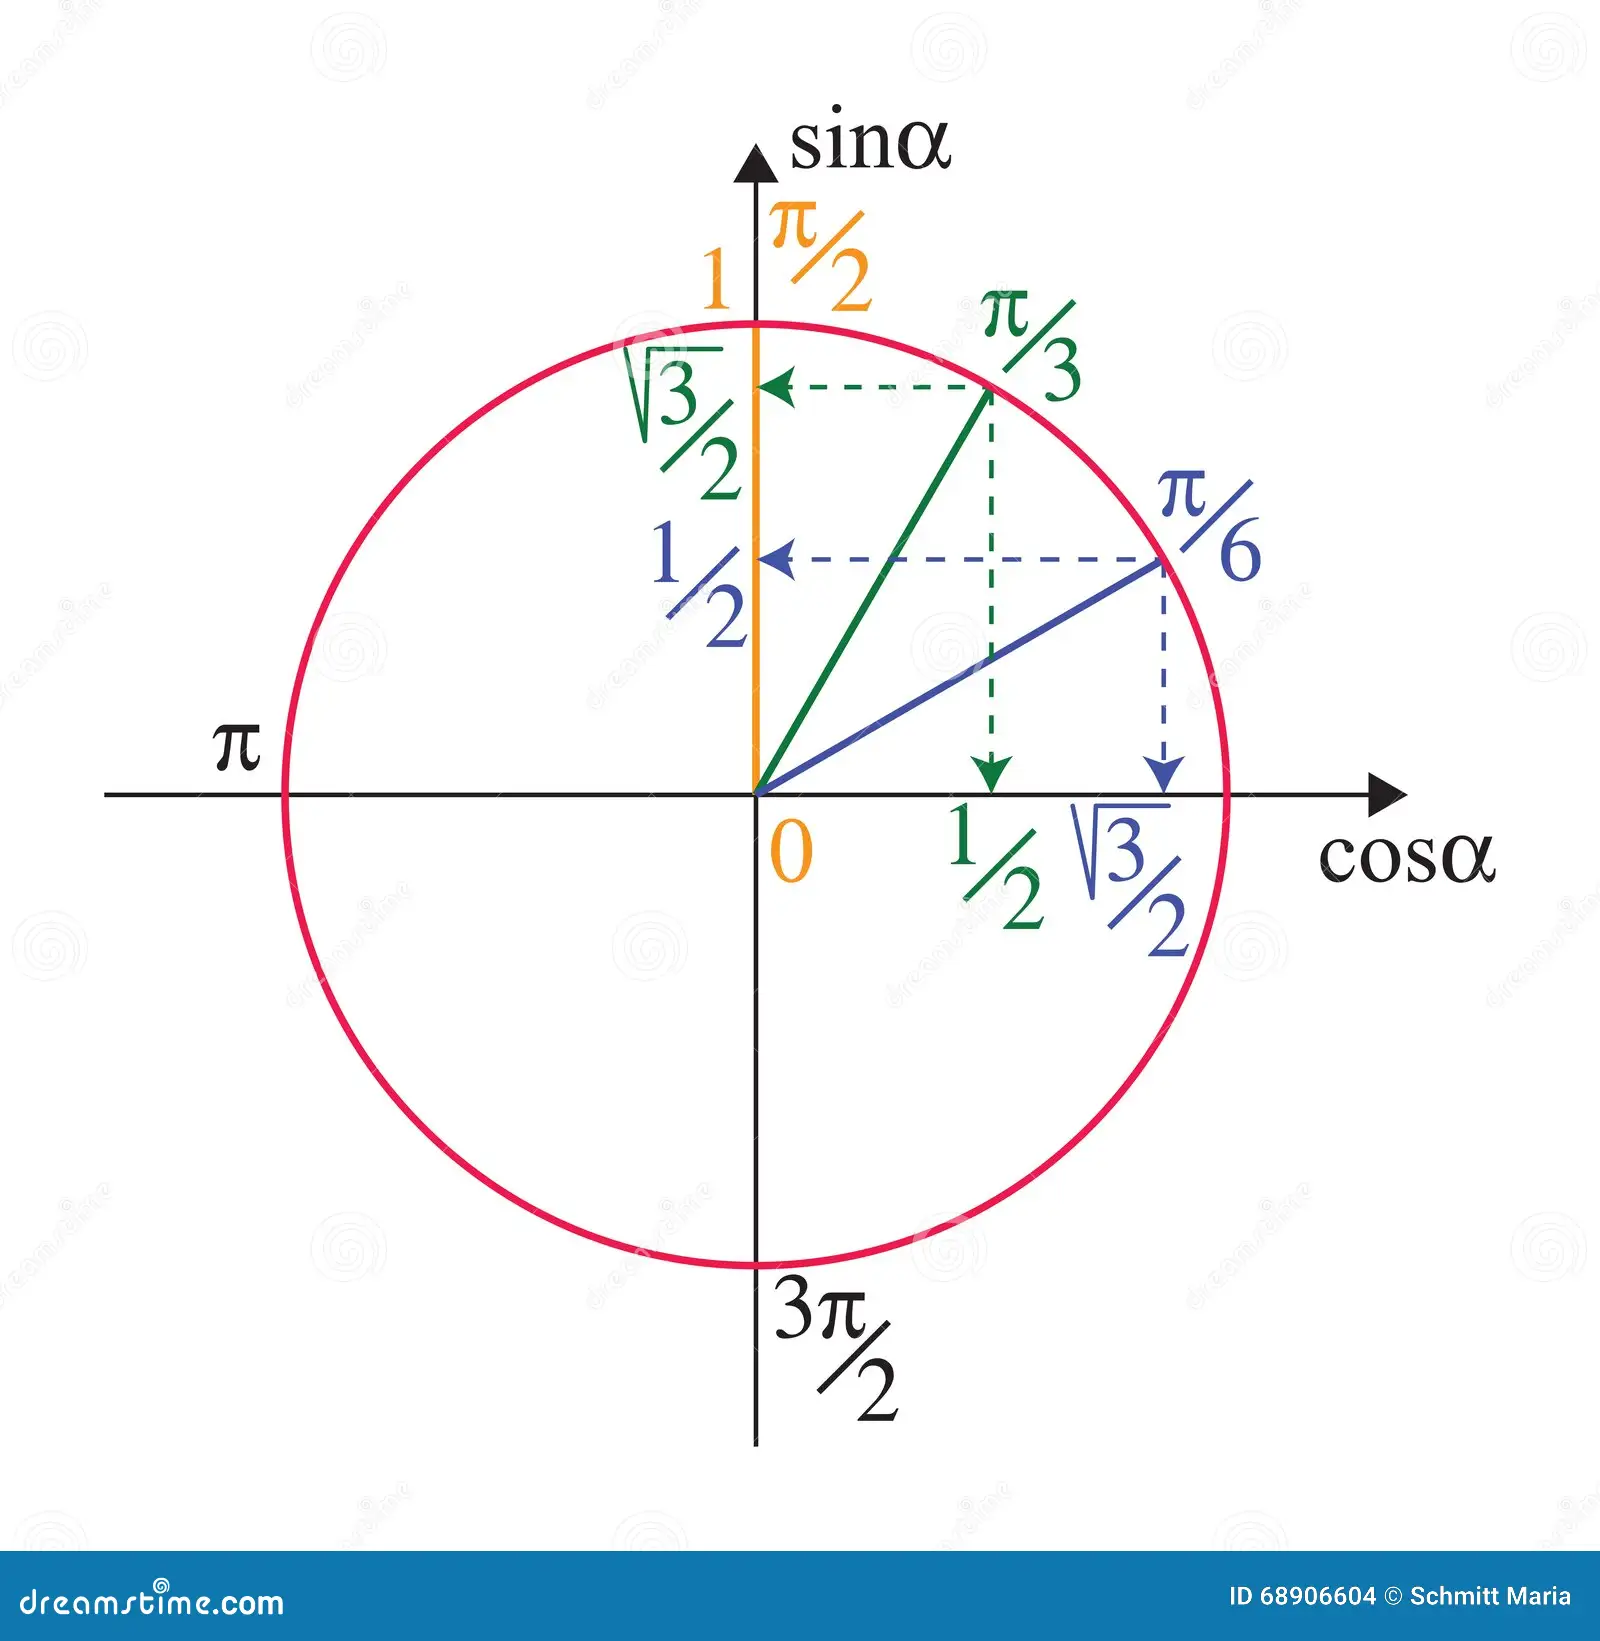 sinα
π/2
1
π/3
√3/2
π/6
1/2
π
0
1/2
√3/2
cosα
3π/2
dreamstime.com
ID 68906604 © Schmitt Maria